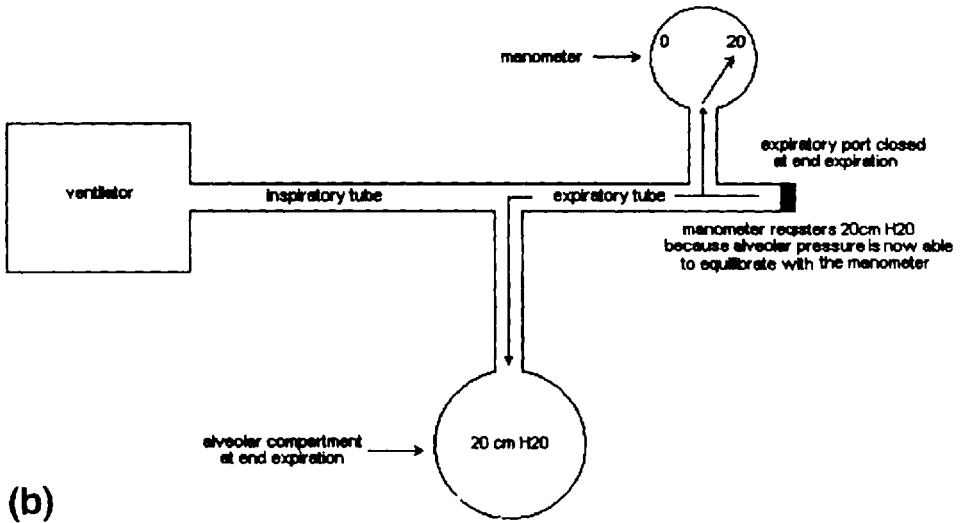 0 20
manometer
expiratory port closed
at end expiration
ventilator
inspiratory tube
expiratory tube
manometer registers 20cm H20
because alveolar pressure is now able
to equilibrate with the manometer
alveolar compartment
at end expiration
20 cm H20
(b)